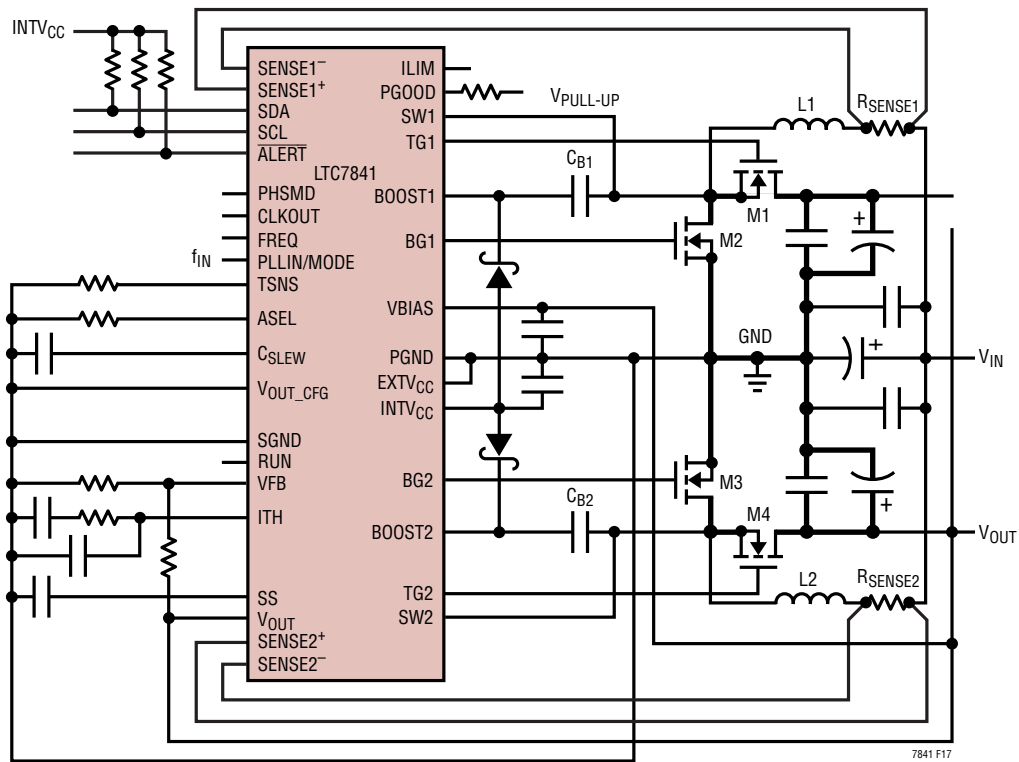 INTVCC
SENSE1–
SENSE1+
SDA
SCL
ALERT
LTC7841
PHSMD
CLKOUT
FREQ
fIN
PLLIN/MODE
TSNS
ASEL
CSLEW
VOUT_CFG
SGND
RUN
VFB
ITH
SS
VOUT
SENSE2+
SENSE2–
ILIM
PGOOD
VPULL-UP
SW1
TG1
BOOST1
BG1
VBIAS
PGND
EXTVCC
INTVCC
BG2
BOOST2
TG2
SW2
CB1
CB2
L1
RSENSE1
M1
+
M2
GND
+
VIN
M3
M4
+
VOUT
L2
RSENSE2
7841 F17